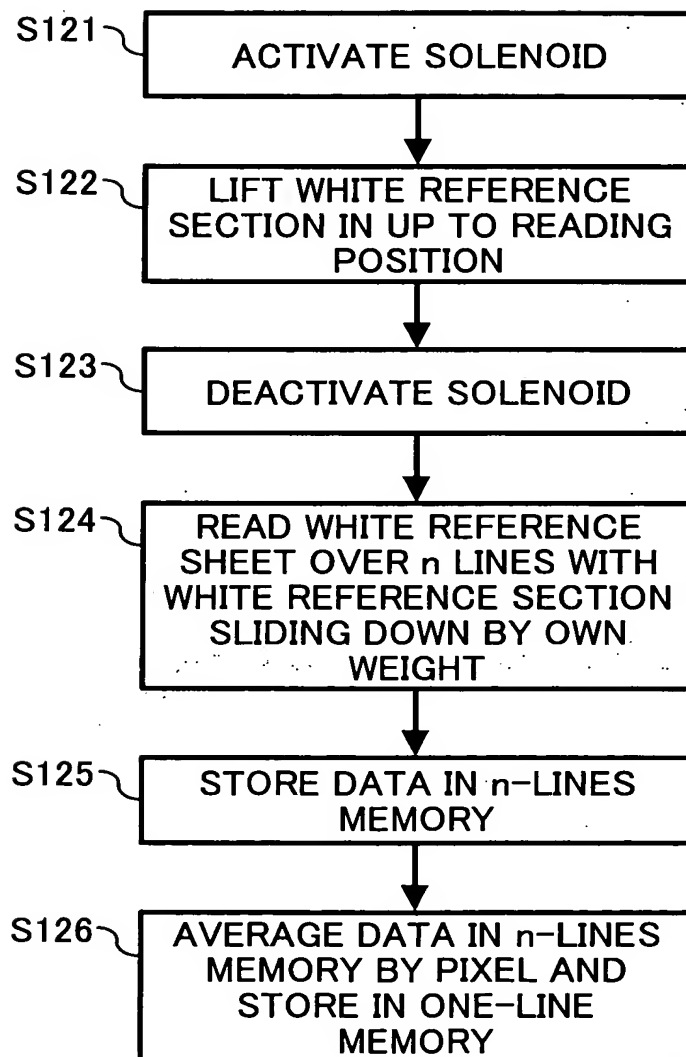 S121
ACTIVATE SOLENOID
S122
LIFT WHITE REFERENCE
SECTION IN UP TO READING
POSITION
S123
DEACTIVATE SOLENOID
S124
READ WHITE REFERENCE
SHEET OVER n LINES WITH
WHITE REFERENCE SECTION
SLIDING DOWN BY OWN
WEIGHT
S125
STORE DATA IN n-LINES
MEMORY
S126
AVERAGE DATA IN n-LINES
MEMORY BY PIXEL AND
STORE IN ONE-LINE
MEMORY